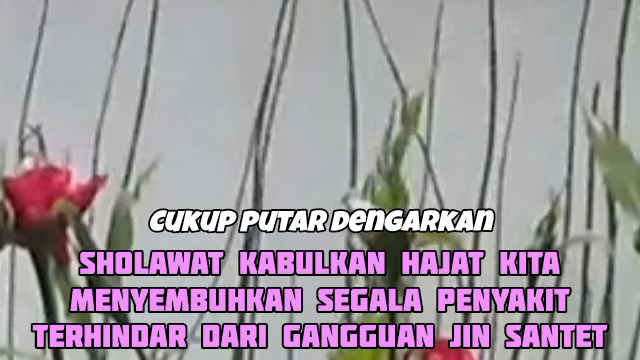 CUKUP PUTAR DENGARKAN
SHOLAWAT KABULKAN HAJAT KITA
MENYEMBUHKAN SEGALA PENYAKIT
TERHINDAR DARI GANGGUAN JIN SANTET